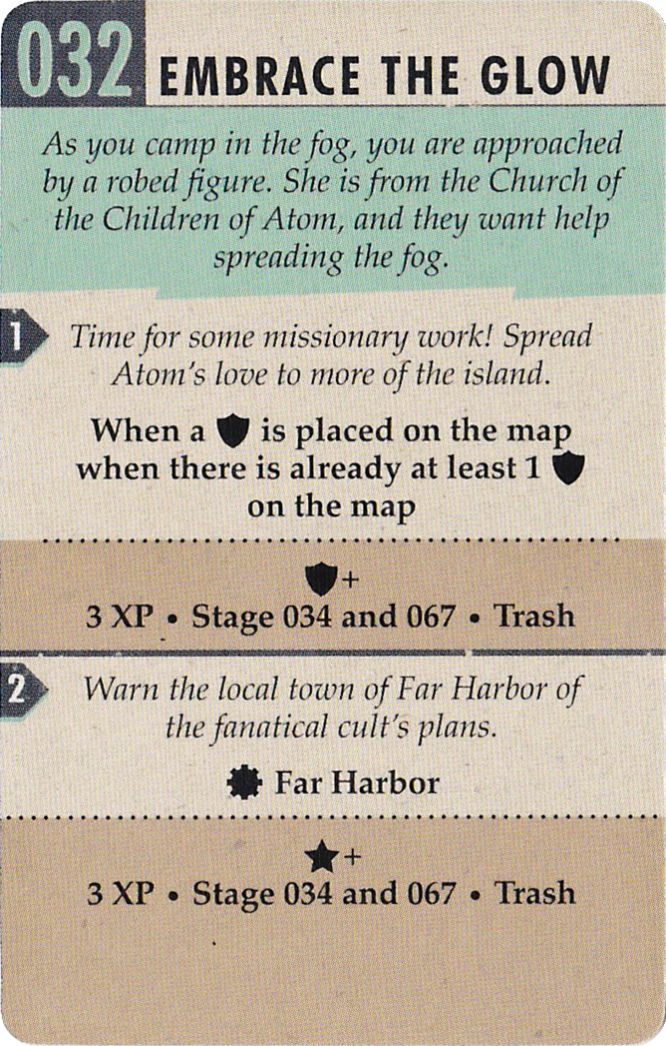 032 EMBRACE THE GLOW
As you camp in the fog, you are approached
by a robed figure. She is from the Church of
the Children of Atom, and they want help
spreading the fog.
1 Time for some missionary work! Spread
Atom's love to more of the island.
When a is placed on the map
when there is already at least 1
on the map
+
3 XP • Stage 034 and 067 • Trash
2 Warn the local town of Far Harbor of
the fanatical cult's plans.
Far Harbor
★+
3 XP • Stage 034 and 067 • Trash